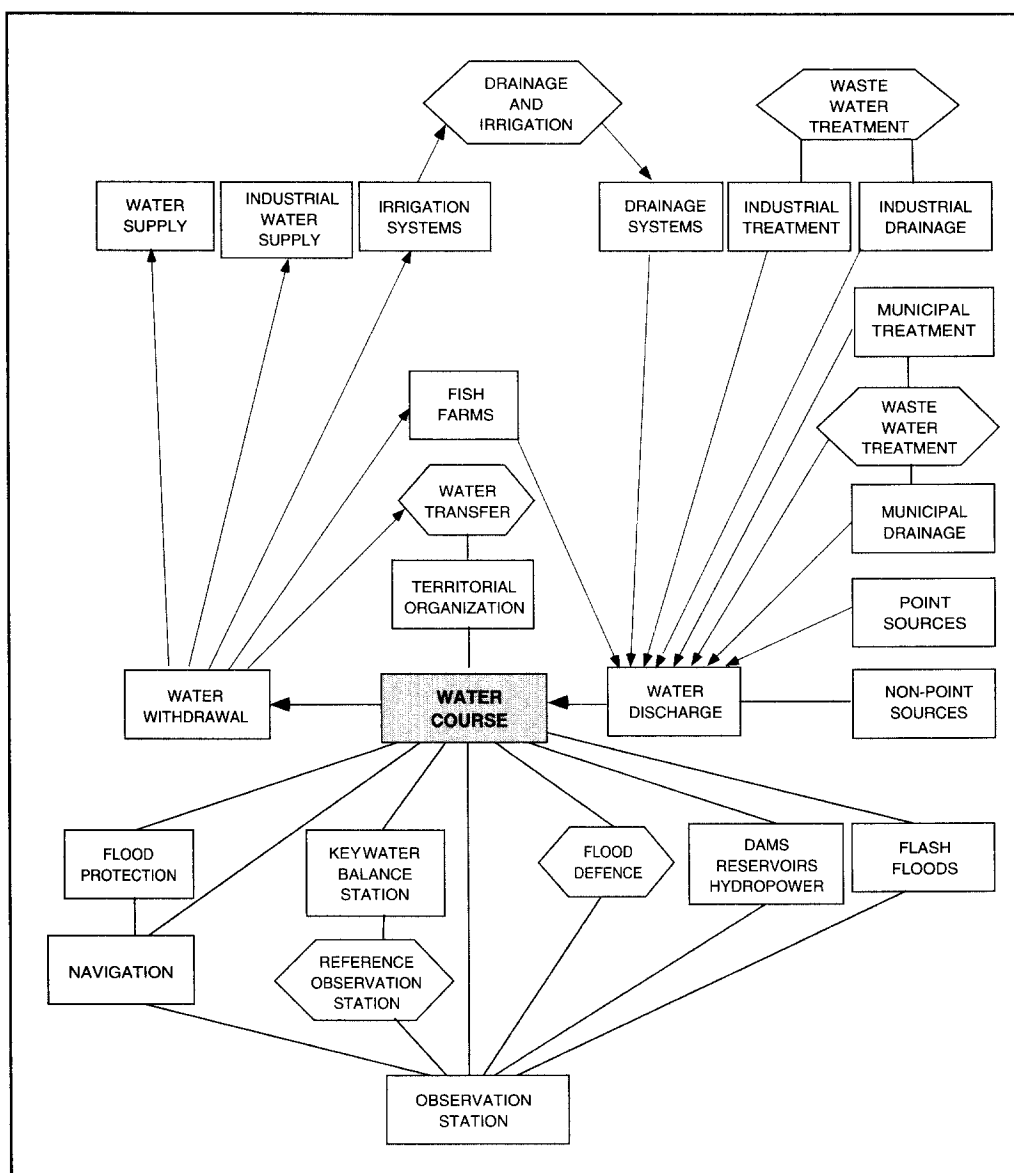 DRAINAGE
AND
IRRIGATION
WASTE
WATER
TREATMENT
WATER
SUPPLY
INDUSTRIAL
WATER
SUPPLY
IRRIGATION
SYSTEMS
DRAINAGE
SYSTEMS
INDUSTRIAL
TREATMENT
INDUSTRIAL
DRAINAGE
MUNICIPAL
TREATMENT
FISH
FARMS
WASTE
WATER
TREATMENT
WATER
TRANSFER
MUNICIPAL
DRAINAGE
TERRITORIAL
ORGANIZATION
POINT
SOURCES
WATER
WITHDRAWAL
WATER
COURSE
WATER
DISCHARGE
NON-POINT
SOURCES
FLOOD
PROTECTION
KEYWATER
BALANCE
STATION
FLOOD
DEFENCE
DAMS
RESERVOIRS
HYDROPOWER
FLASH
FLOODS
NAVIGATION
REFERENCE
OBSERVATION
STATION
OBSERVATION
STATION